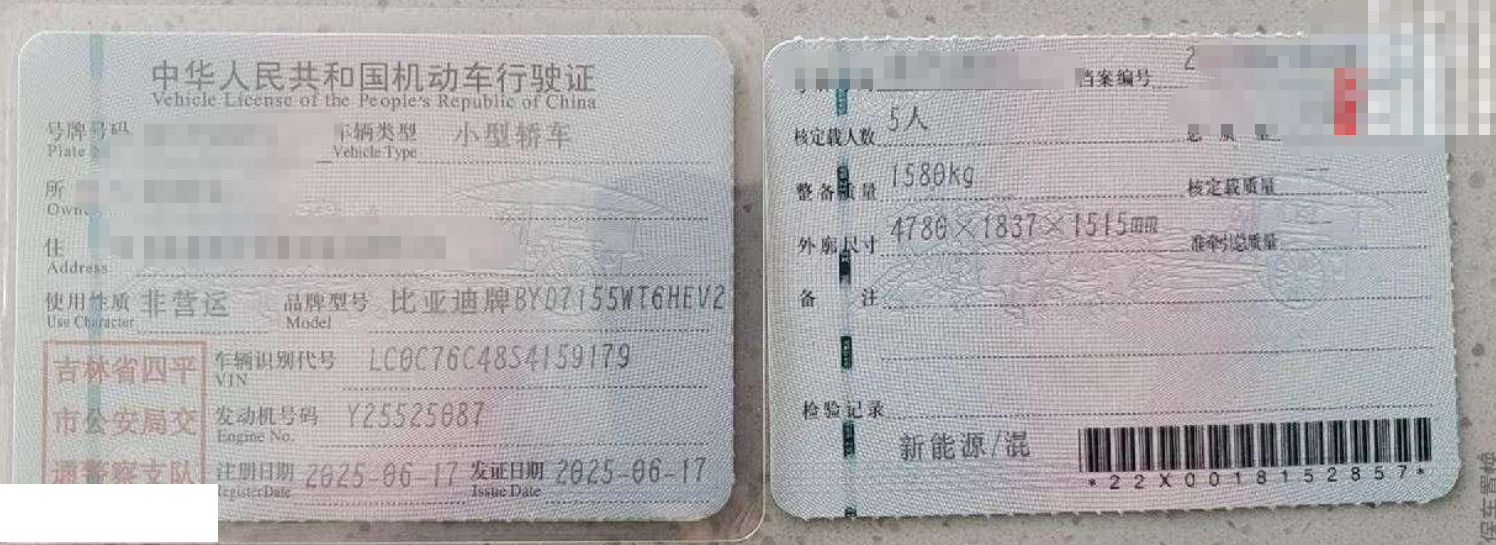 中华人民共和国机动车行驶证
Vehicle License of the People's Republic of China
号牌号码
Plate
车辆类型 小型轿车
Vehicle Type
所
Own
住
Address
使用性质 非营运 品牌型号 比亚迪牌BYD7155WT6HEV2
Use Character Model
吉林省四平
市公安局交
通警察支队
车辆识别代号 LC0C76C48S4159179
VIN
发动机号码 Y25525087
Engine No.
注册日期 2025-06-17 发证日期 2025-06-17
Register Date Issue Date
档案编号 2
核定载人数 5人 总质量
整备质量 1580kg 核定载质量 --
外廓尺寸 4780×1837×1515mm 准牵引总质量 --
备注
检验记录
新能源/混
*22X0018152857*